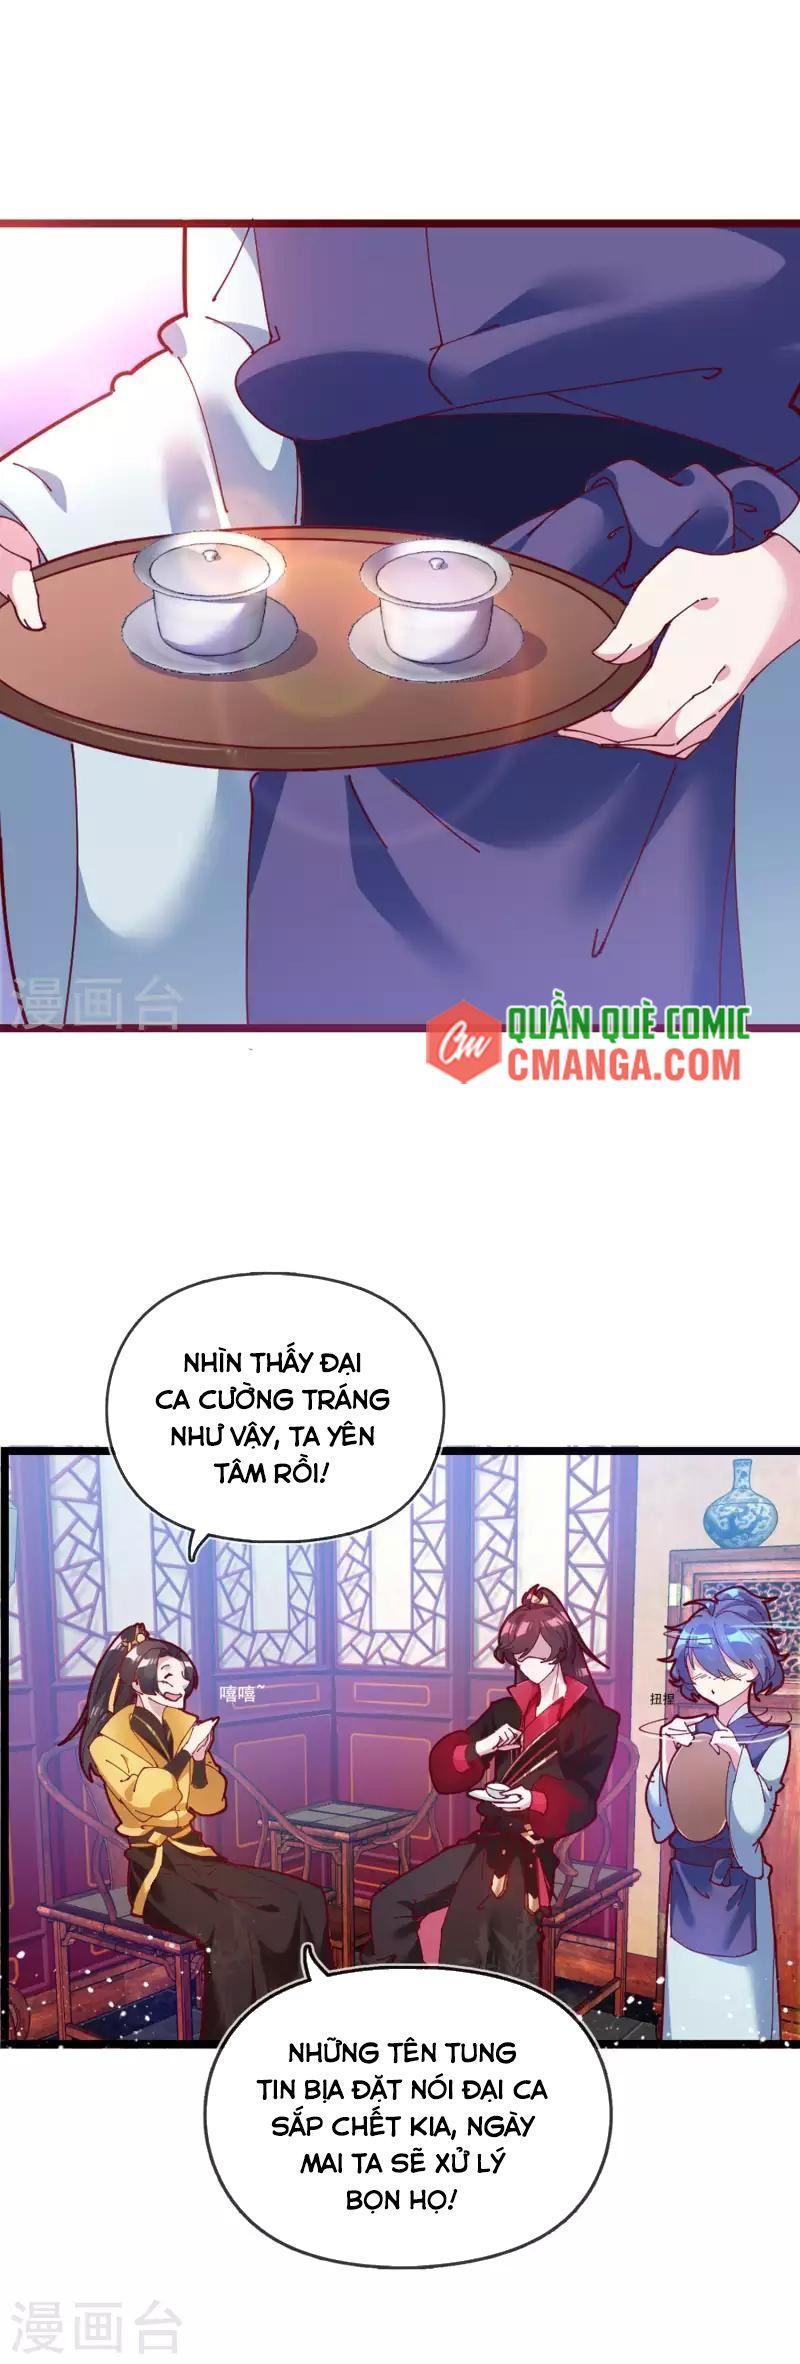 漫画台
QUẦN QUÈ COMIC
Cm
CMANGA.COM
NHÌN THẤY ĐẠI
CA CƯỜNG TRÁNG
NHƯ VẬY, TA YÊN
TÂM RỒI!
嘻嘻~
扭捏
NHỮNG TÊN TUNG
TIN BỊA ĐẶT NÓI ĐẠI CA
SẮP CHẾT KIA, NGÀY
MAI TA SẼ XỬ LÝ
BỌN HỌ!
漫画台